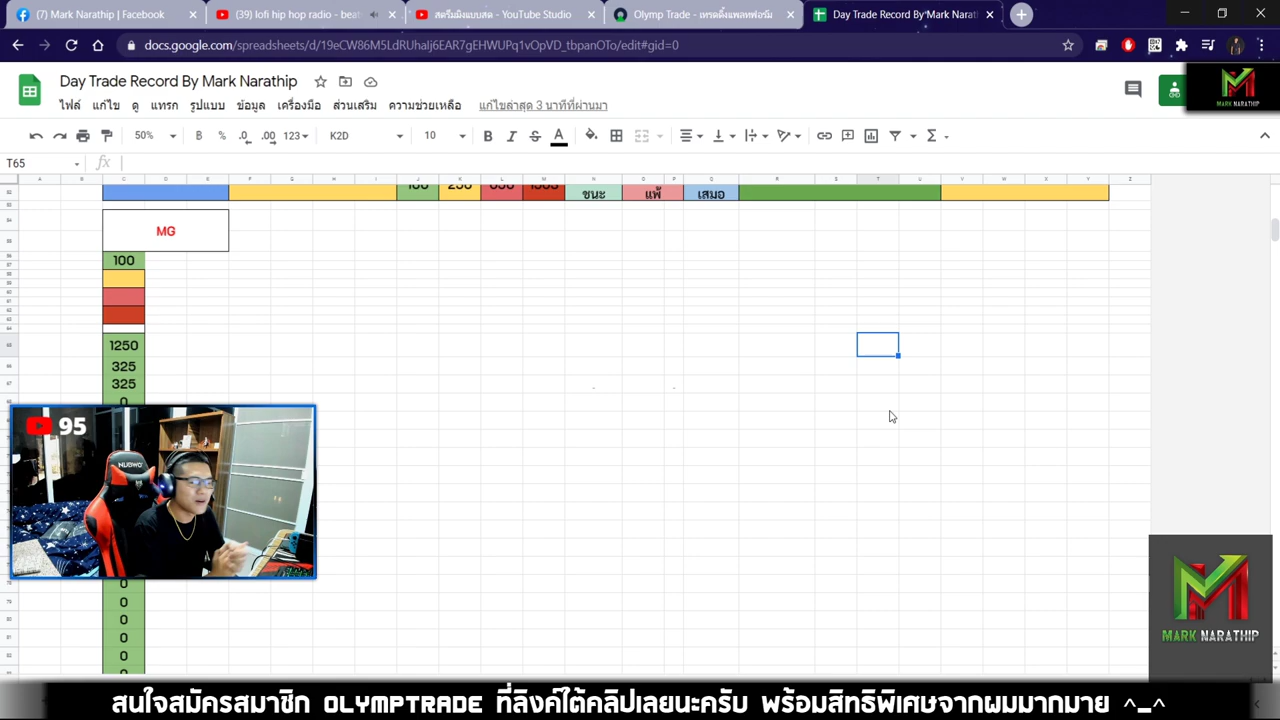 (7) Mark Narathip | Facebook
(39) lofi hip hop radio - beat
สตรีมมิงแบบสด - YouTube Studio
Olymp Trade - เทรดดิ้งแพลทฟอร์ม
Day Trade Record By Mark Narat
docs.google.com/spreadsheets/d/19eCW86M5LdRUhaIj6EAR7gEHWUPq1vOpVD_tbpanOTo/edit#gid=0
Day Trade Record By Mark Narathip
ไฟล์ แก้ไข ดู แทรก รูปแบบ ข้อมูล เครื่องมือ ส่วนเสริม ความช่วยเหลือ แก้ไขล่าสุด 3 นาทีที่ผ่านมา
MARK NARATHIP
50% B % .0 .00 123 K2D 10 B I S A Σ
T65 fx
ชนะ แพ้ เสมอ
MG
100
1250
325
325
0
95
0
0
0
0
0
MARK NARATHIP
สนใจสมัครสมาชิก OLYMPTRADE ที่ลิงค์ใต้คลิปเลยนะครับ พร้อมสิทธิพิเศษจากผมมากมาย ^_^